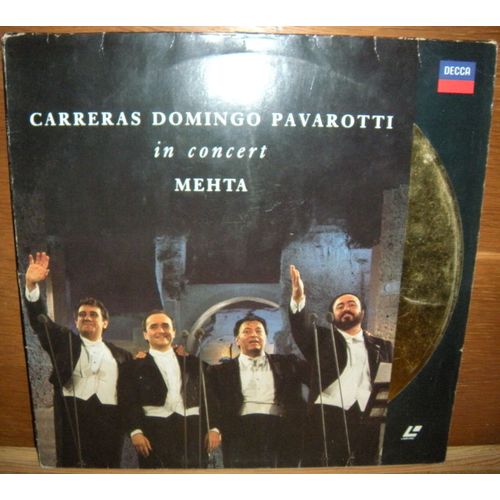 DECCA
CARRERAS DOMINGO PAVAROTTI
in concert
MEHTA